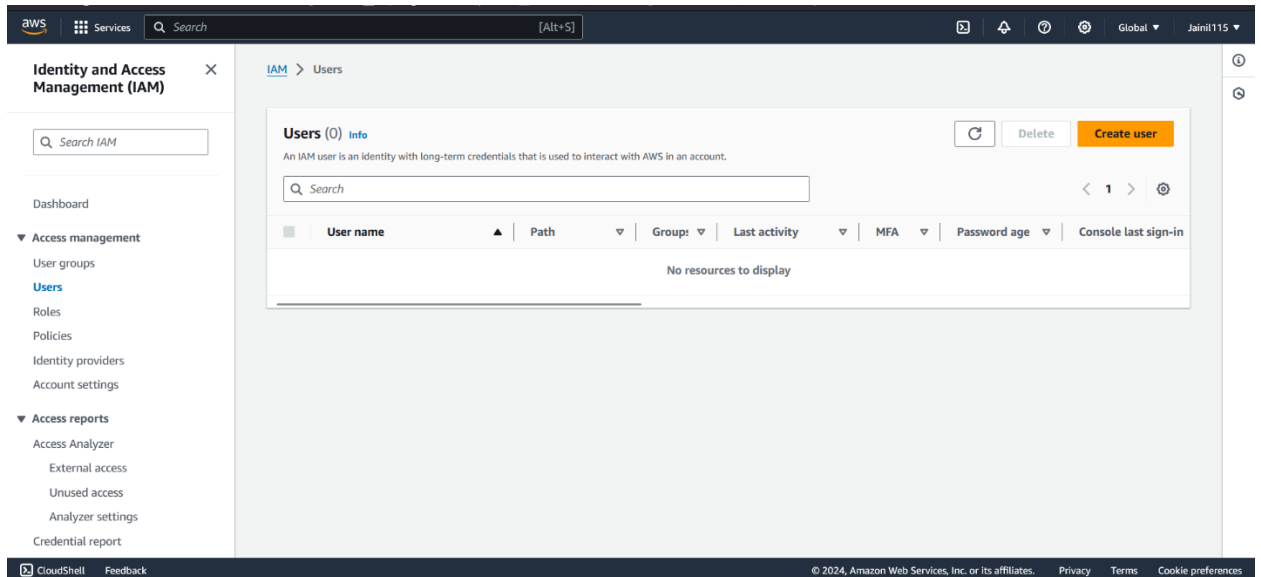 aws Services Search [Alt+S] Global Jainil115
Identity and Access
Management (IAM)
Search IAM
Dashboard
Access management
User groups
Users
Roles
Policies
Identity providers
Account settings
Access reports
Access Analyzer
External access
Unused access
Analyzer settings
Credential report
IAM > Users
Users (0) Info
Delete
Create user
An IAM user is an identity with long-term credentials that is used to interact with AWS in an account.
Search
1
User name Path Groups Last activity MFA Password age Console last sign-in
No resources to display
CloudShell Feedback © 2024, Amazon Web Services, Inc. or its affiliates. Privacy Terms Cookie preferences